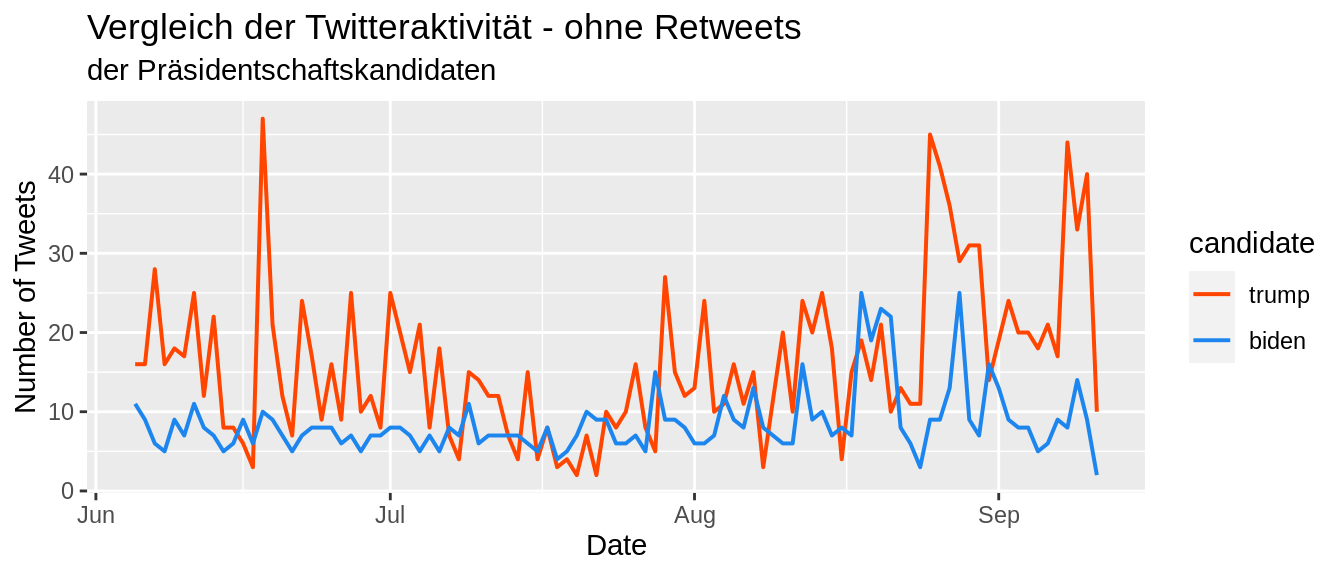 Vergleich der Twitteraktivität - ohne Retweets
der Präsidentschaftskandidaten
Number of Tweets
40
30
20
10
0
Jun
Jul
Aug
Sep
Date
candidate
trump
biden